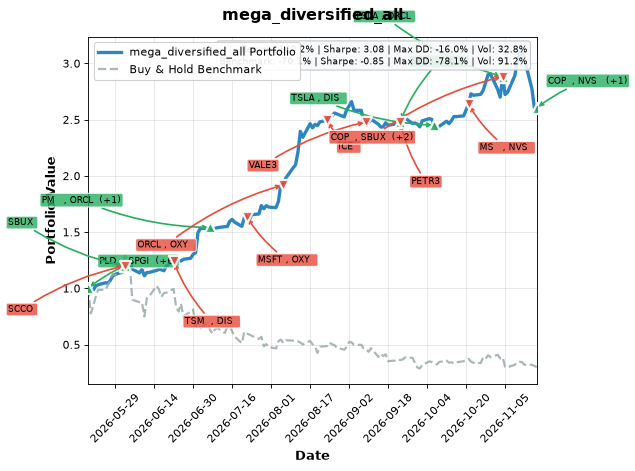 mega_diversified_all
mega_diversified_all Portfolio
Buy & Hold Benchmark
2% | Sharpe: 3.08 | Max DD: -16.0% | Vol: 32.8%
| Sharpe: -0.85 | Max DD: -78.1% | Vol: 91.2%
COP , NVS (+1)
TSLA , DIS
COP , SBUX (+2)
ICE
MS , NVS
VALE3
PETR3
PM , ORCL (+1)
SBUX
ORCL , OXY
MSFT , OXY
SCCO
TSM , DIS
Portfolio Value
3.0
2.5
2.0
1.5
1.0
0.5
2026-05-29
2026-06-14
2026-06-30
2026-07-16
2026-08-01
2026-08-17
2026-09-02
2026-09-18
2026-10-04
2026-10-20
2026-11-05
Date